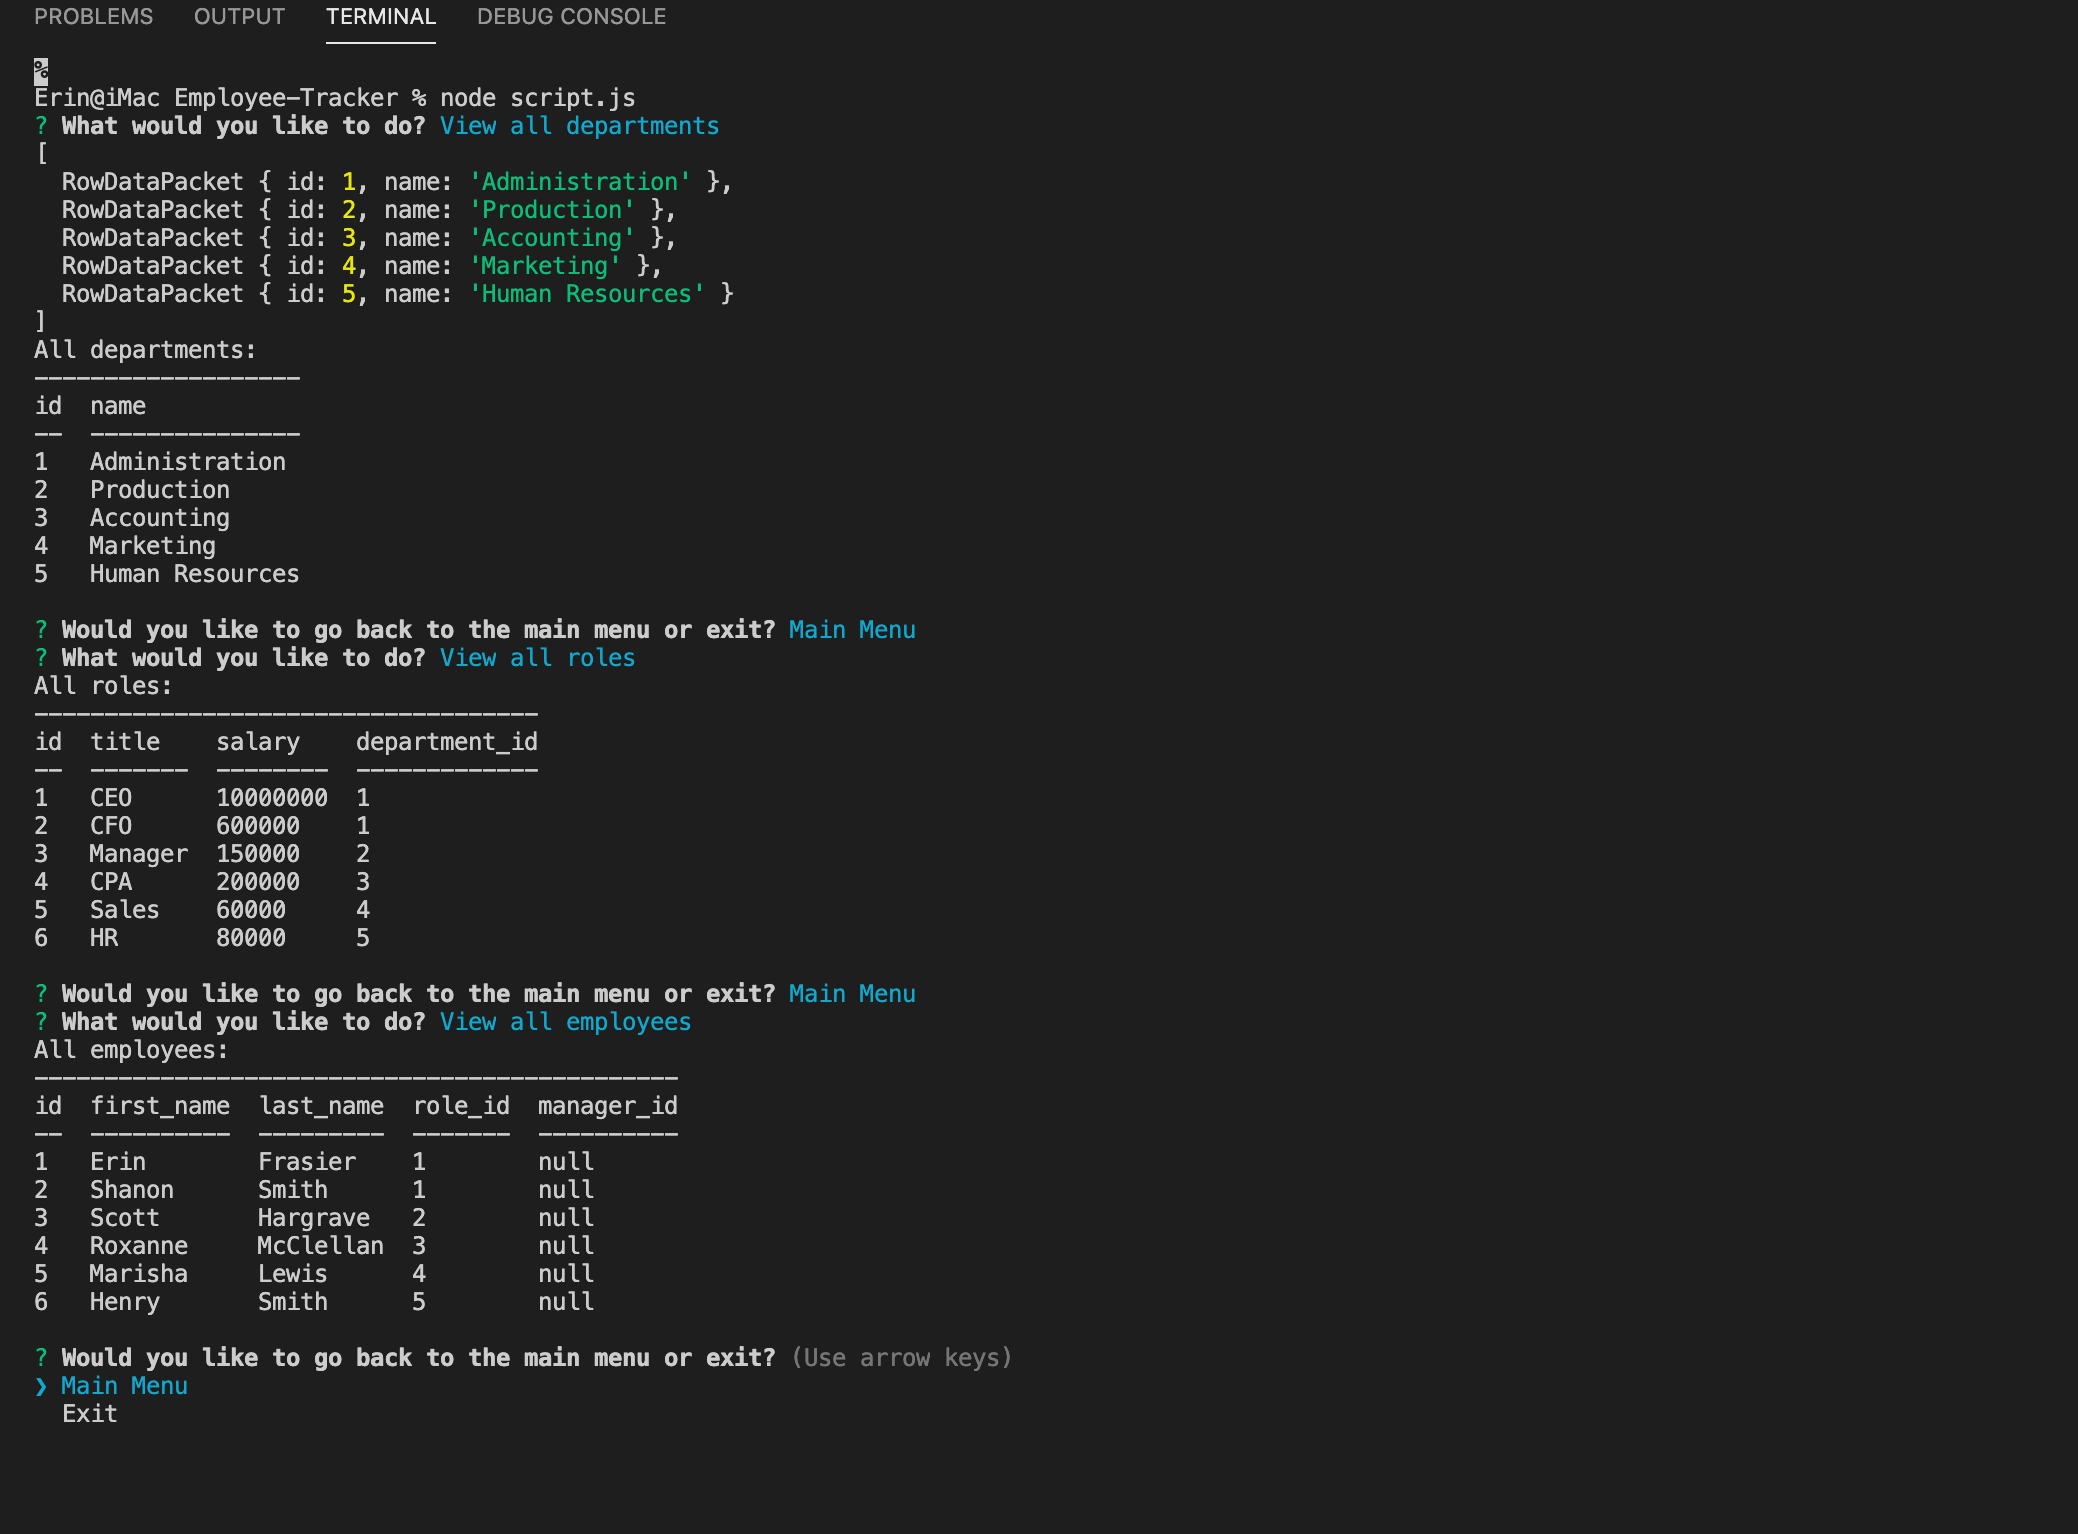 PROBLEMS OUTPUT TERMINAL DEBUG CONSOLE
%
Erin@iMac Employee-Tracker % node script.js
? What would you like to do? View all departments
[
  RowDataPacket { id: 1, name: 'Administration' },
  RowDataPacket { id: 2, name: 'Production' },
  RowDataPacket { id: 3, name: 'Accounting' },
  RowDataPacket { id: 4, name: 'Marketing' },
  RowDataPacket { id: 5, name: 'Human Resources' }
]
All departments:
-------------------
id  name
--  ---------------
1   Administration
2   Production
3   Accounting
4   Marketing
5   Human Resources
? Would you like to go back to the main menu or exit? Main Menu
? What would you like to do? View all roles
All roles:
------------------------------------
id  title    salary    department_id
--  -------  --------  -------------
1   CEO      10000000  1
2   CFO      600000    1
3   Manager  150000    2
4   CPA      200000    3
5   Sales    60000     4
6   HR       80000     5
? Would you like to go back to the main menu or exit? Main Menu
? What would you like to do? View all employees
All employees:
----------------------------------------------
id  first_name  last_name  role_id  manager_id
--  ----------  ---------  -------  ----------
1   Erin        Frasier    1        null
2   Shanon      Smith      1        null
3   Scott       Hargrave   2        null
4   Roxanne     McClellan  3        null
5   Marisha     Lewis      4        null
6   Henry       Smith      5        null
? Would you like to go back to the main menu or exit? (Use arrow keys)
❯ Main Menu
  Exit